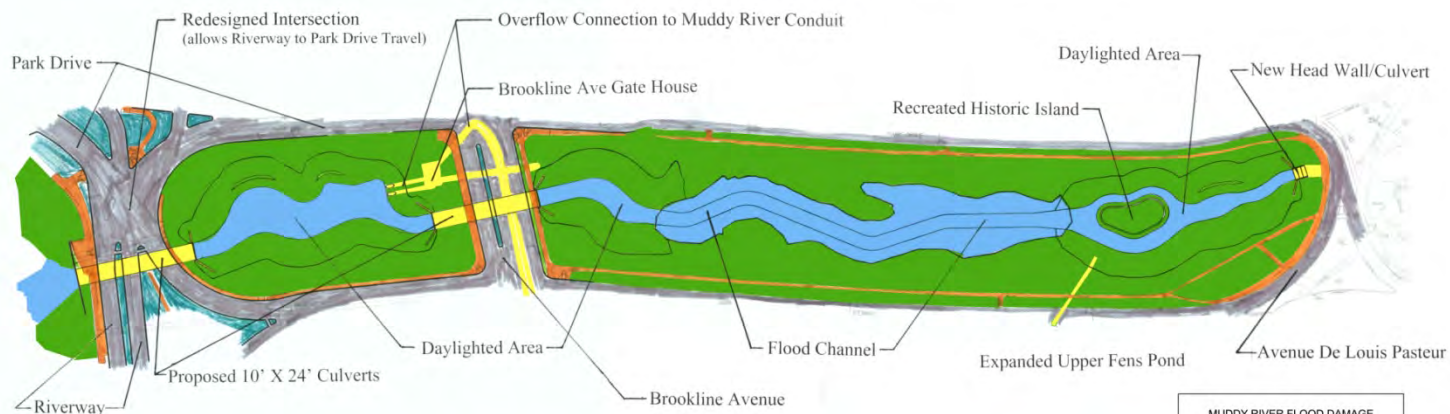 Redesigned Intersection
(allows Riverway to Park Drive Travel)
Overflow Connection to Muddy River Conduit
Park Drive
Daylighted Area
New Head Wall/Culvert
Brookline Ave Gate House
Recreated Historic Island
Daylighted Area
Flood Channel
Expanded Upper Fens Pond
Avenue De Louis Pasteur
Proposed 10' X 24' Culverts
Brookline Avenue
Riverway
MUDDY RIVER FLOOD DAMAGE